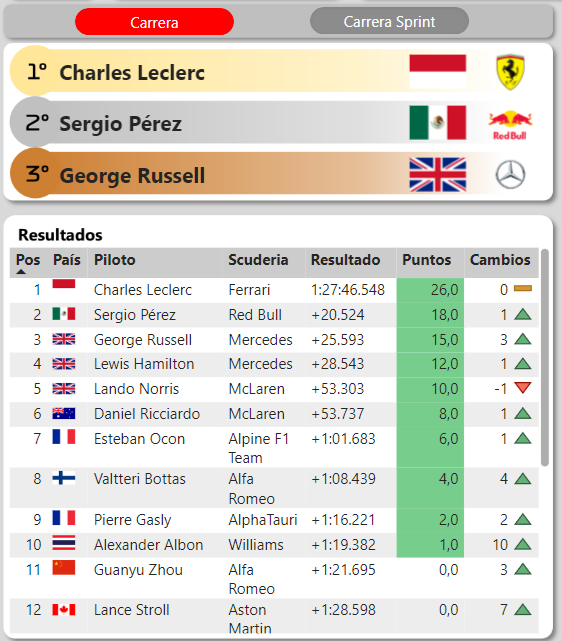 Carrera Carrera Sprint
1º Charles Leclerc
2º Sergio Pérez Red Bull
3º George Russell
Resultados
Pos País Piloto Scuderia Resultado Puntos Cambios
1 Charles Leclerc Ferrari 1:27:46.548 26,0 0
2 Sergio Pérez Red Bull +20.524 18,0 1
3 George Russell Mercedes +25.593 15,0 3
4 Lewis Hamilton Mercedes +28.543 12,0 1
5 Lando Norris McLaren +53.303 10,0 -1
6 Daniel Ricciardo McLaren +53.737 8,0 1
7 Esteban Ocon Alpine F1 +1:01.683 6,0 1
Team
8 Valtteri Bottas Alfa +1:08.439 4,0 4
Romeo
9 Pierre Gasly AlphaTauri +1:16.221 2,0 2
10 Alexander Albon Williams +1:19.382 1,0 10
11 Guanyu Zhou Alfa +1:21.695 0,0 3
Romeo
12 Lance Stroll Aston +1:28.598 0,0 7
Martin